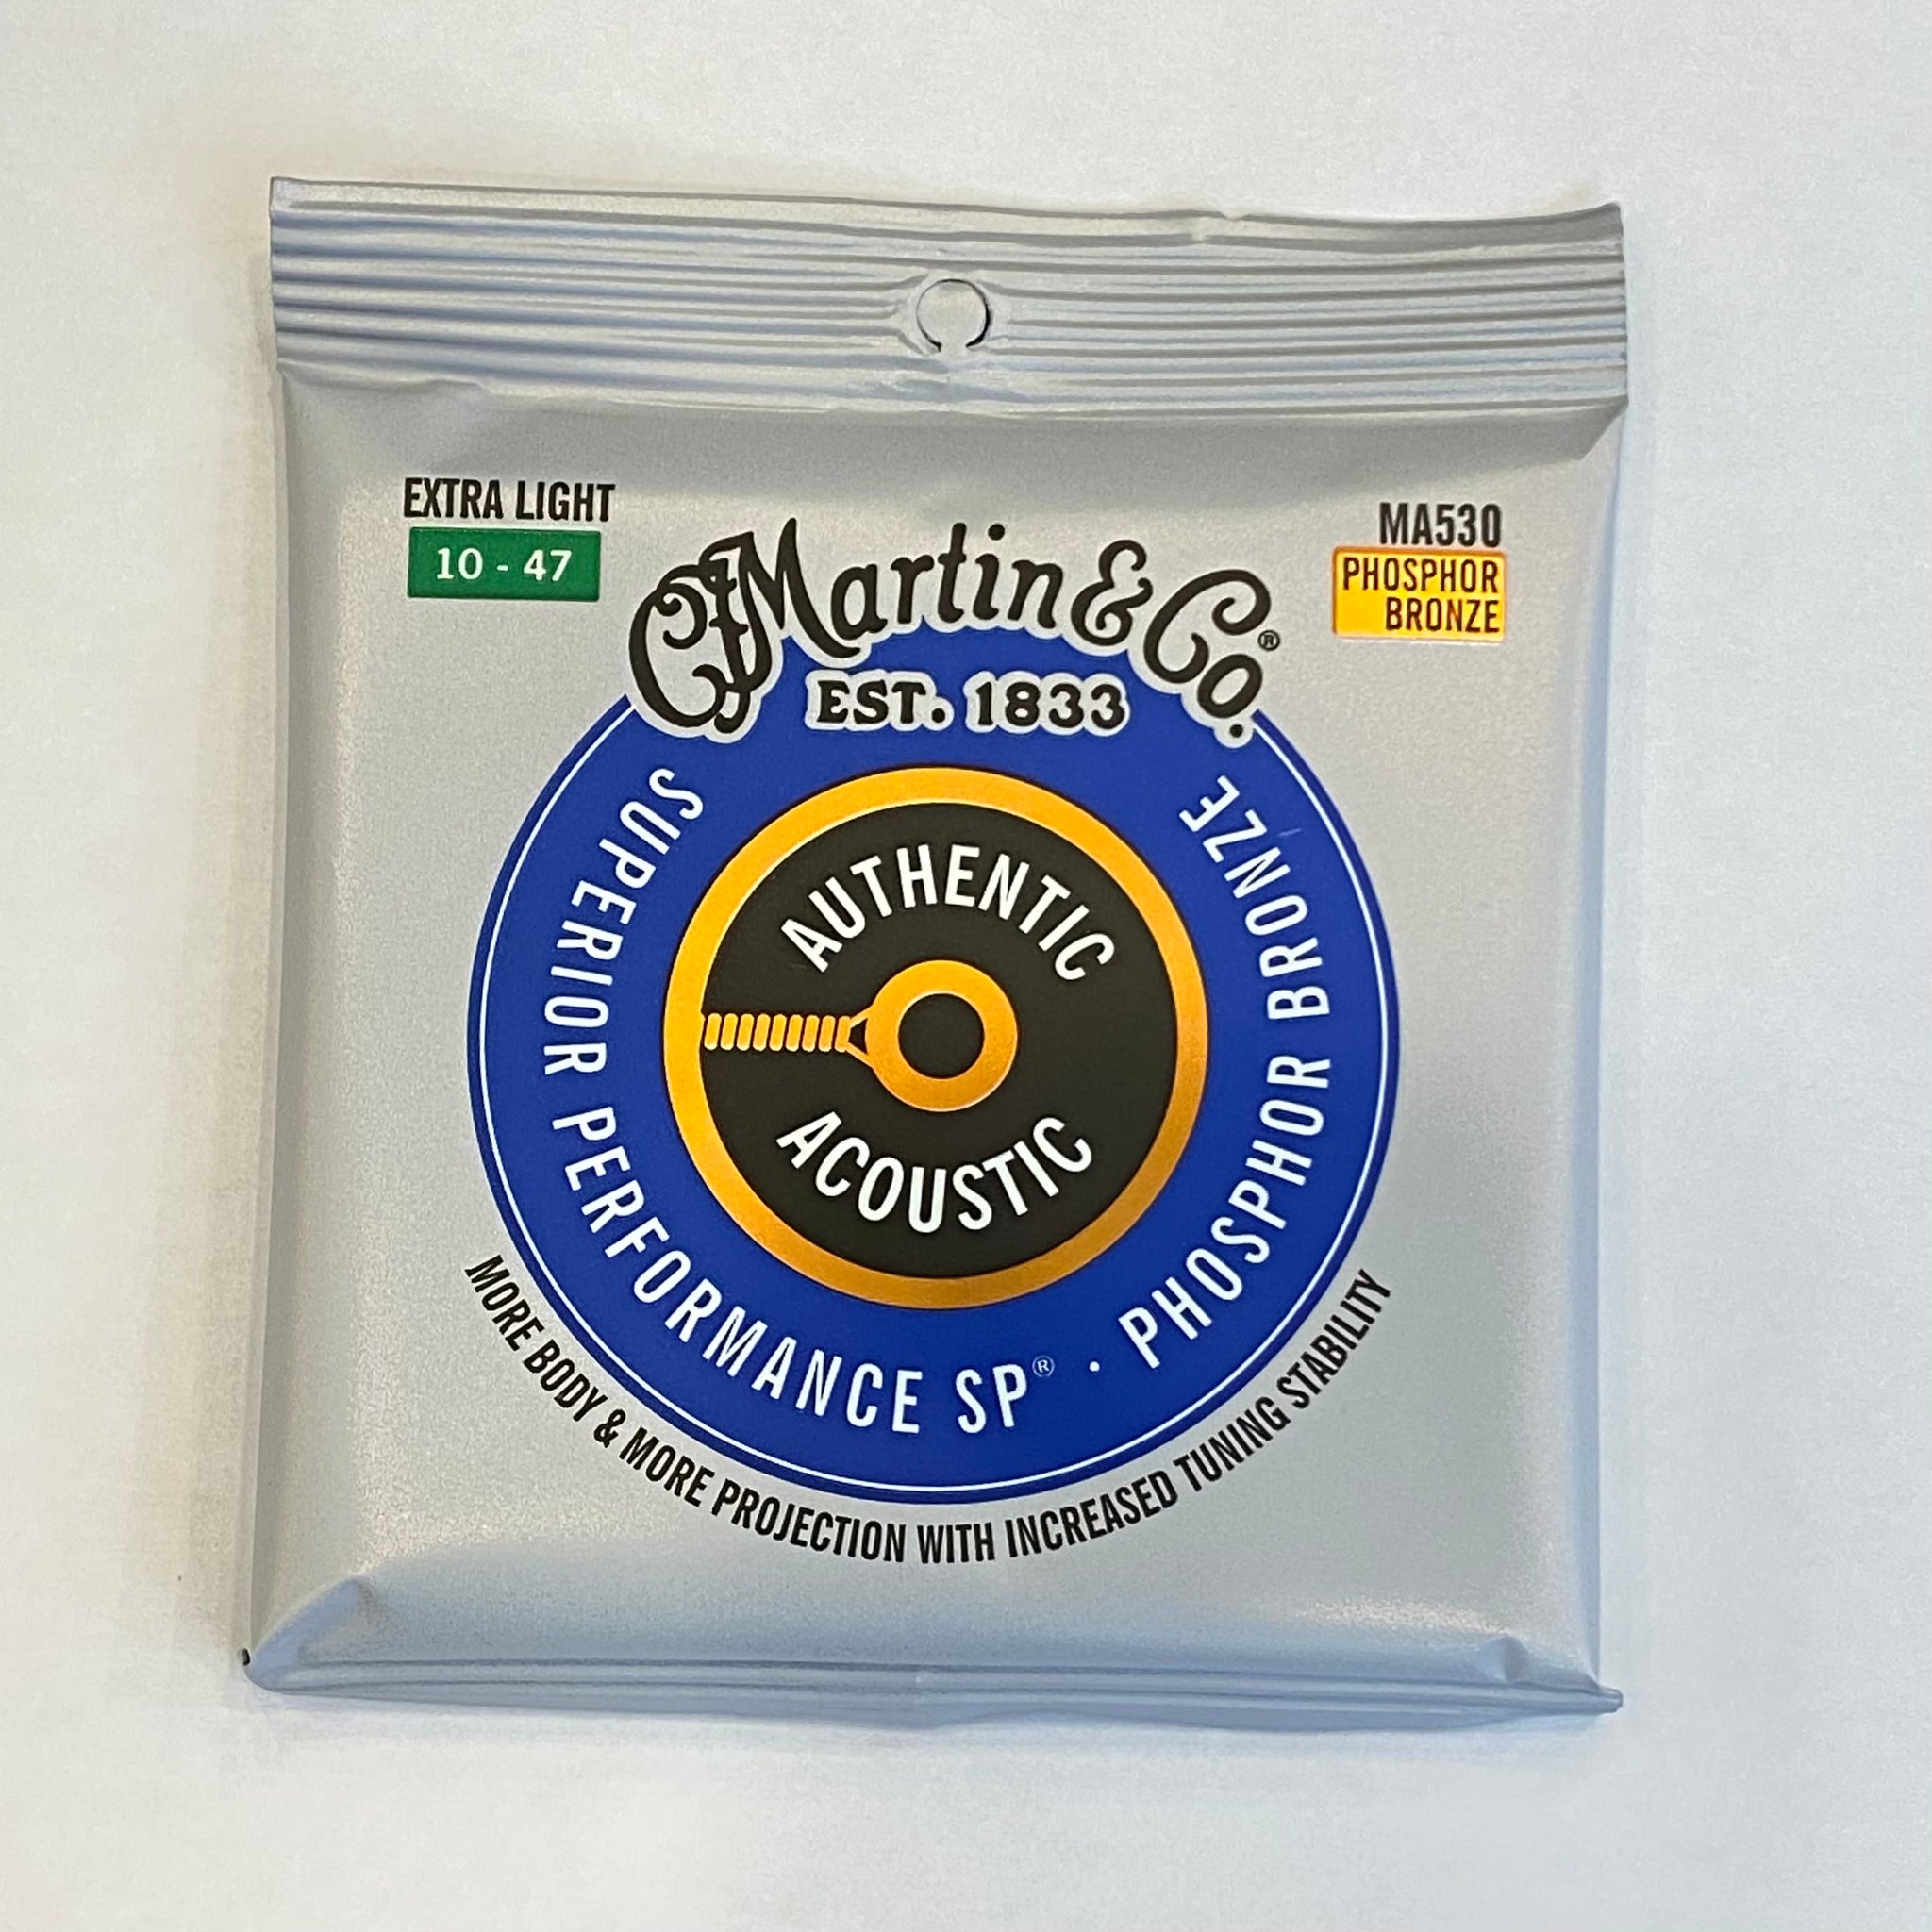 EXTRA LIGHT
10 - 47
MA530
PHOSPHOR
BRONZE
CF Martin & Co.®
EST. 1833
AUTHENTIC
ACOUSTIC
SUPERIOR PERFORMANCE SP® · PHOSPHOR BRONZE
MORE BODY & MORE PROJECTION WITH INCREASED TUNING STABILITY